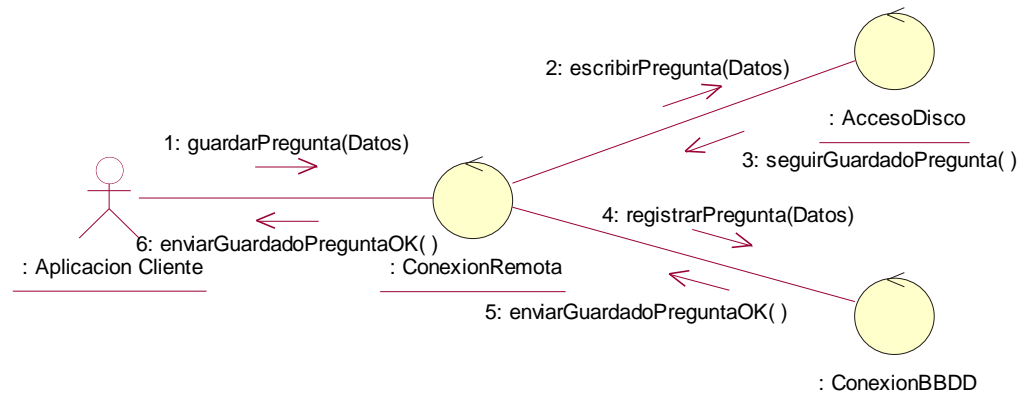 2: escribirPregunta(Datos)
: AccesoDisco
1: guardarPregunta(Datos)
3: seguirGuardadoPregunta( )
4: registrarPregunta(Datos)
6: enviarGuardadoPreguntaOK( )
: Aplicacion Cliente
: ConexionRemota
5: enviarGuardadoPreguntaOK( )
: ConexionBBDD